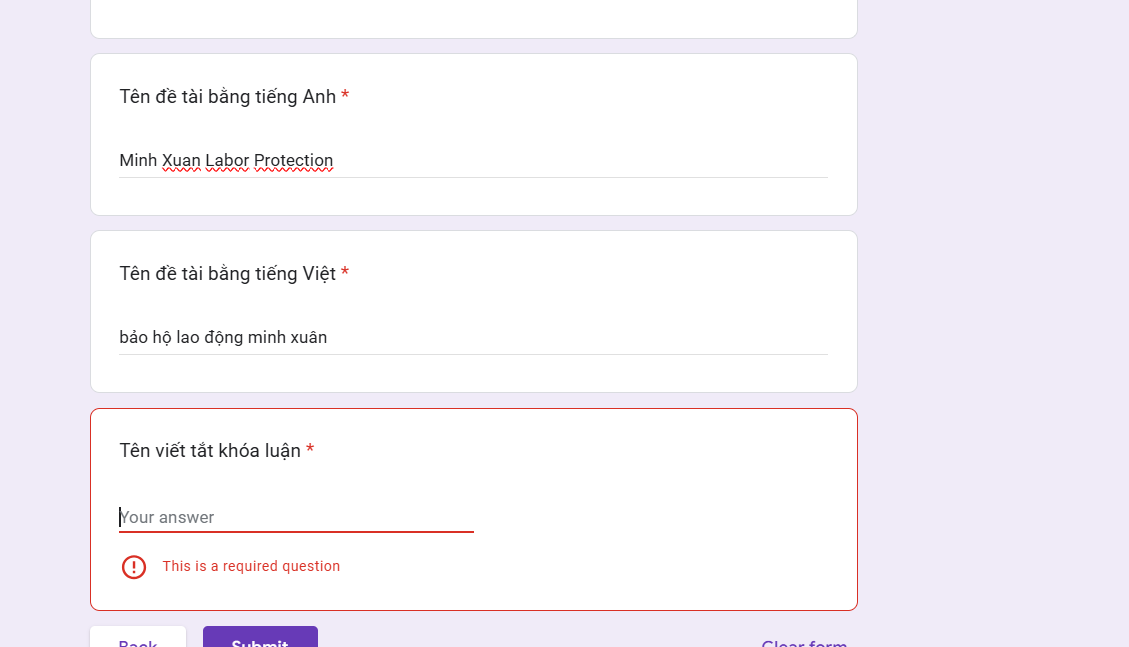 Tên đề tài bằng tiếng Anh *
Minh Xuan Labor Protection
Tên đề tài bằng tiếng Việt *
bảo hộ lao động minh xuân
Tên viết tắt khóa luận *
Your answer
This is a required question
Back
Submit
Clear form